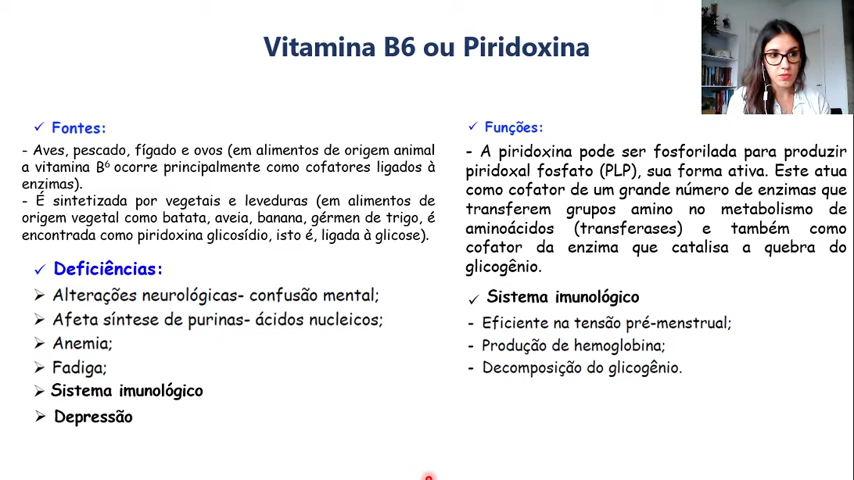 Vitamina B6 ou Piridoxina
✓ Fontes:
- Aves, pescado, fígado e ovos (em alimentos de origem animal
a vitamina B⁶ ocorre principalmente como cofatores ligados à
enzimas).
- É sintetizada por vegetais e leveduras (em alimentos de
origem vegetal como batata, aveia, banana, gérmen de trigo, é
encontrada como piridoxina glicosídio, isto é, ligada à glicose).
✓ Deficiências:
➢ Alterações neurológicas- confusão mental;
➢ Afeta síntese de purinas- ácidos nucleicos;
➢ Anemia;
➢ Fadiga;
➢ Sistema imunológico
➢ Depressão
✓ Funções:
- A piridoxina pode ser fosforilada para produzir
piridoxal fosfato (PLP), sua forma ativa. Este atua
como cofator de um grande número de enzimas que
transferem grupos amino no metabolismo de
aminoácidos (transferases) e também como
cofator da enzima que catalisa a quebra do
glicogênio.
✓ Sistema imunológico
- Eficiente na tensão pré-menstrual;
- Produção de hemoglobina;
- Decomposição do glicogênio.